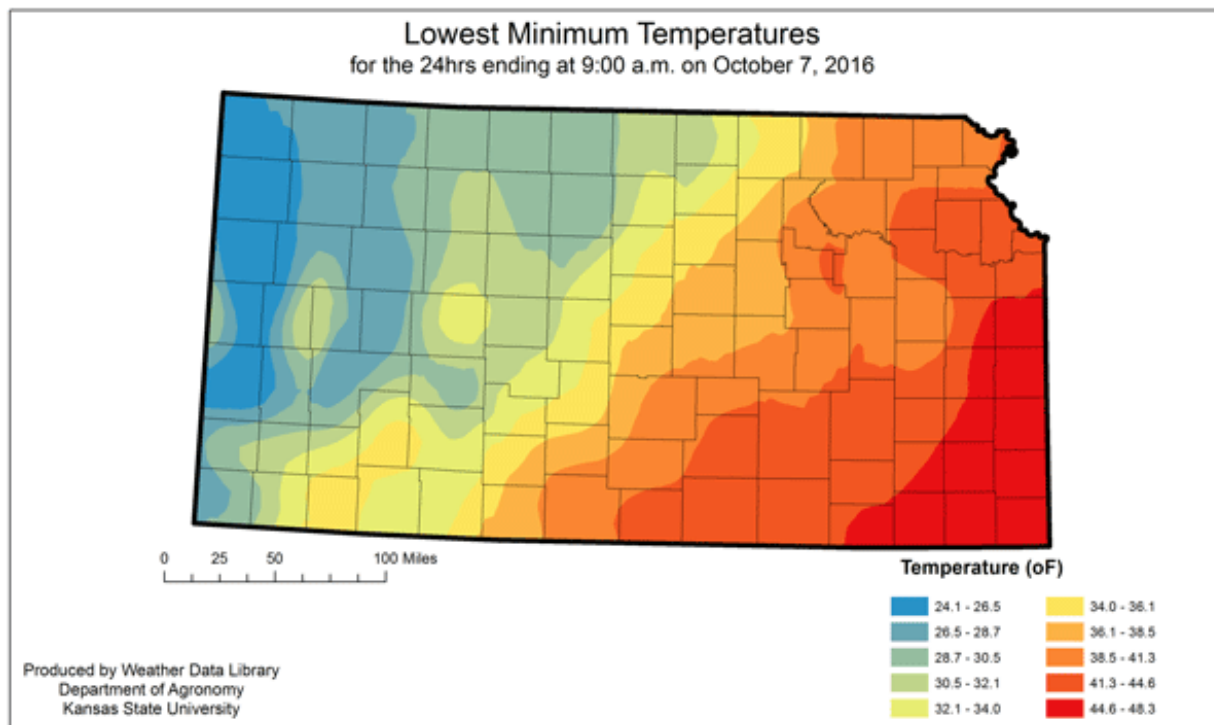 Lowest Minimum Temperatures
for the 24hrs ending at 9:00 a.m. on October 7, 2016
0 25 50 100 Miles
Temperature (oF)
24.1 - 26.5
26.5 - 28.7
28.7 - 30.5
30.5 - 32.1
32.1 - 34.0
34.0 - 36.1
36.1 - 38.5
38.5 - 41.3
41.3 - 44.6
44.6 - 48.3
Produced by Weather Data Library
Department of Agronomy
Kansas State University